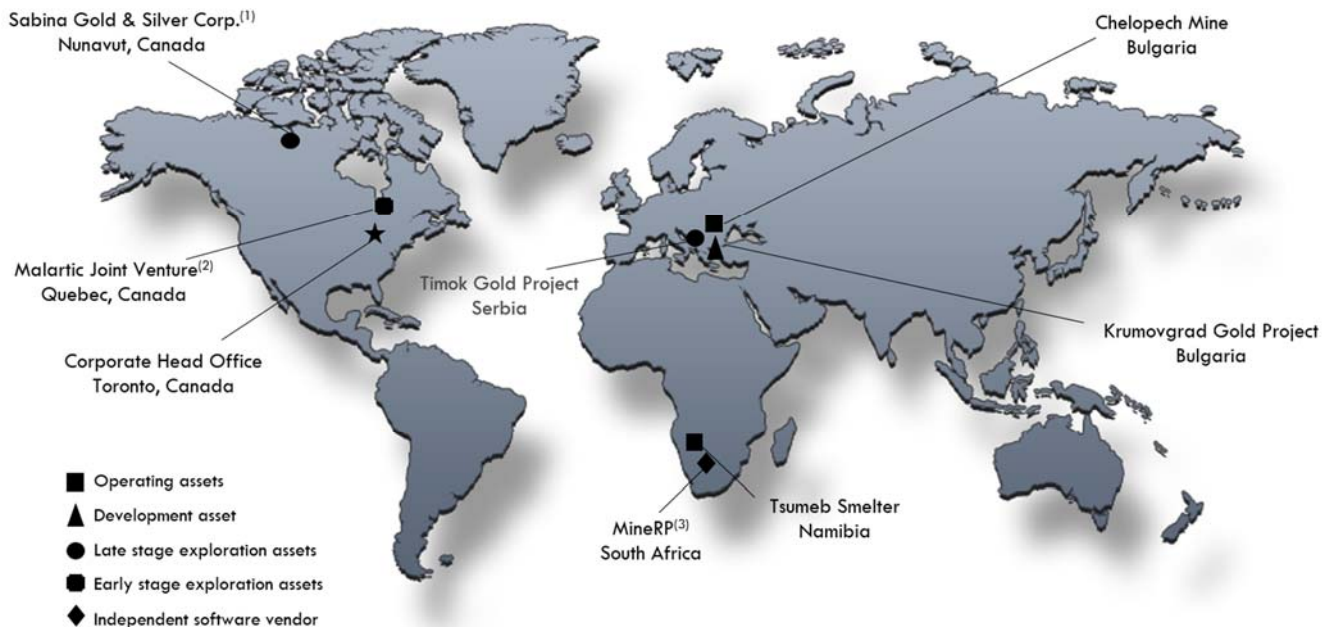 Sabina Gold & Silver Corp.(1)
Nunavut, Canada
Chelopech Mine
Bulgaria
Malartic Joint Venture(2)
Quebec, Canada
Timok Gold Project
Serbia
Krumovgrad Gold Project
Bulgaria
Corporate Head Office
Toronto, Canada
Operating assets
Development asset
Late stage exploration assets
Early stage exploration assets
Independent software vendor
MineRP(3)
South Africa
Tsumeb Smelter
Namibia